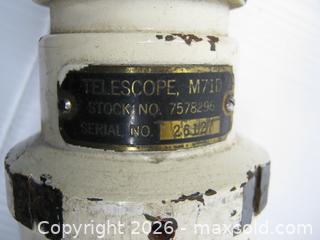 TELESCOPE, M71D
STOCK NO. 7578296
SERIAL NO. 26127
Copyright 2026 - maxsold.com